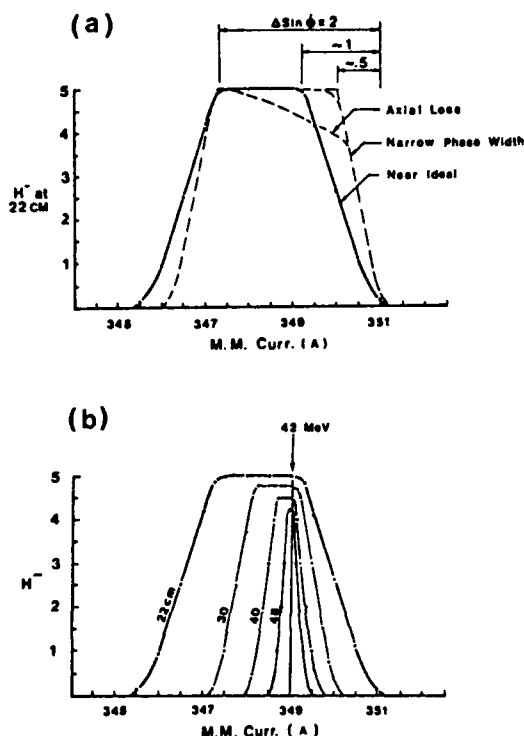 (a)
ΔSin ϕ = 2
~1
~.5
5
4
3
2
1
H⁻ at
22CM
Axial Loss
Narrow Phase Width
Near Ideal
345 347 349 351
M.M. Curr. (A)
(b)
42 MeV
5
4
3
2
1
H⁻
22cm
30
40
48
345 347 349 351
M.M. Curr. (A)